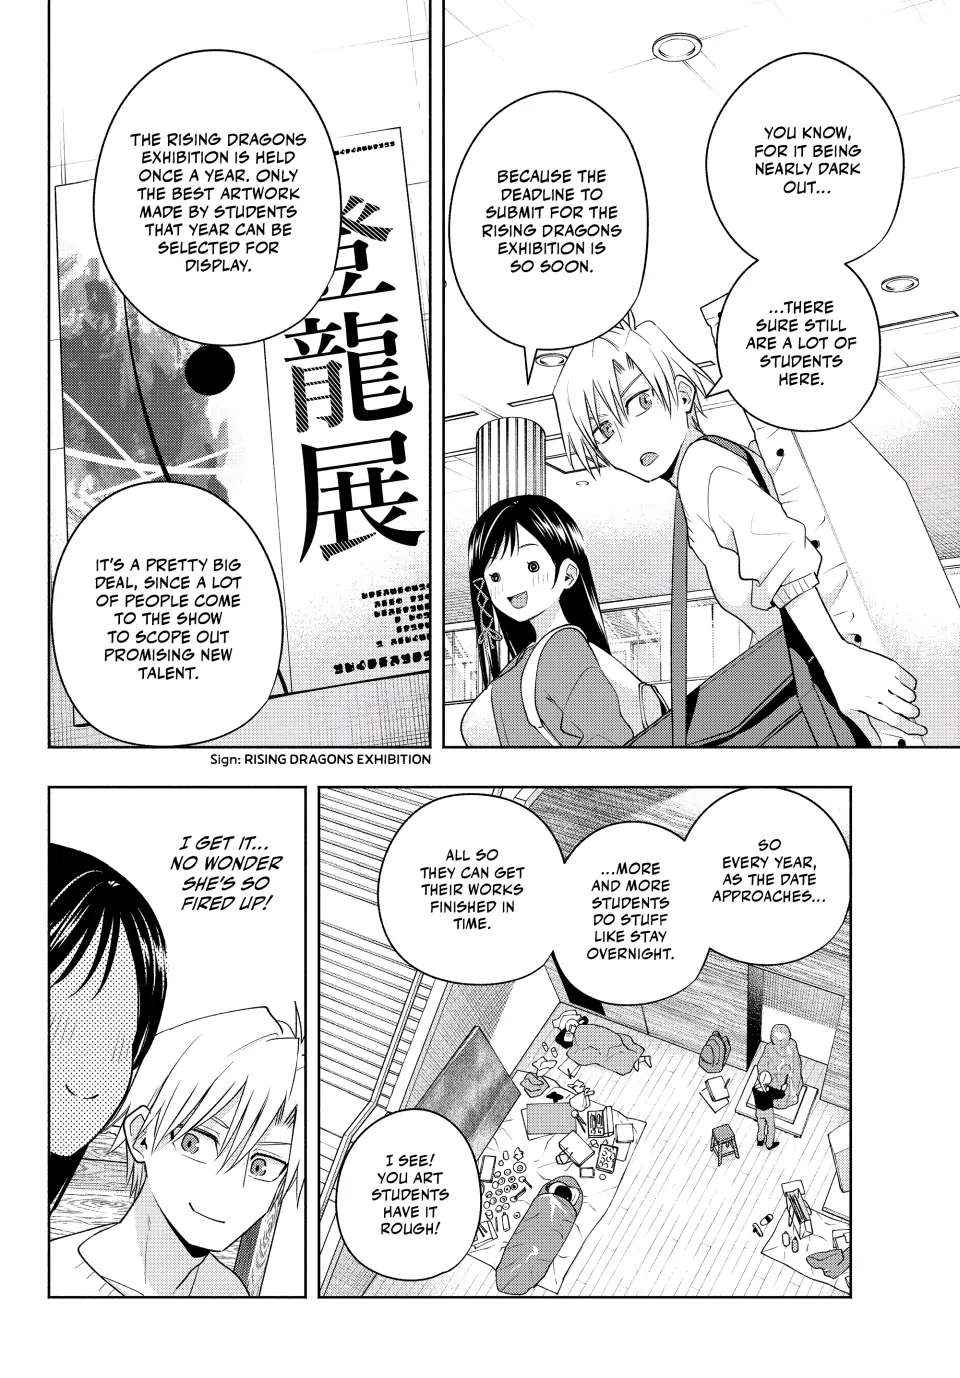 YOU KNOW,
FOR IT BEING
NEARLY DARK
OUT...
...THERE
SURE STILL
ARE A LOT OF
STUDENTS
HERE.
BECAUSE THE
DEADLINE TO
SUBMIT FOR THE
RISING DRAGONS
EXHIBITION IS
SO SOON.
THE RISING DRAGONS
EXHIBITION IS HELD
ONCE A YEAR. ONLY
THE BEST ARTWORK
MADE BY STUDENTS
THAT YEAR CAN BE
SELECTED FOR
DISPLAY.
登龍展
IT'S A PRETTY BIG
DEAL, SINCE A LOT
OF PEOPLE COME
TO THE SHOW
TO SCOPE OUT
PROMISING NEW
TALENT.
Sign: RISING DRAGONS EXHIBITION
SO
EVERY YEAR,
AS THE DATE
APPROACHES...
...MORE
AND MORE
STUDENTS
DO STUFF
LIKE STAY
OVERNIGHT.
ALL SO
THEY CAN GET
THEIR WORKS
FINISHED IN
TIME.
I SEE!
YOU ART
STUDENTS
HAVE IT
ROUGH!
I GET IT...
NO WONDER
SHE'S SO
FIRED UP!